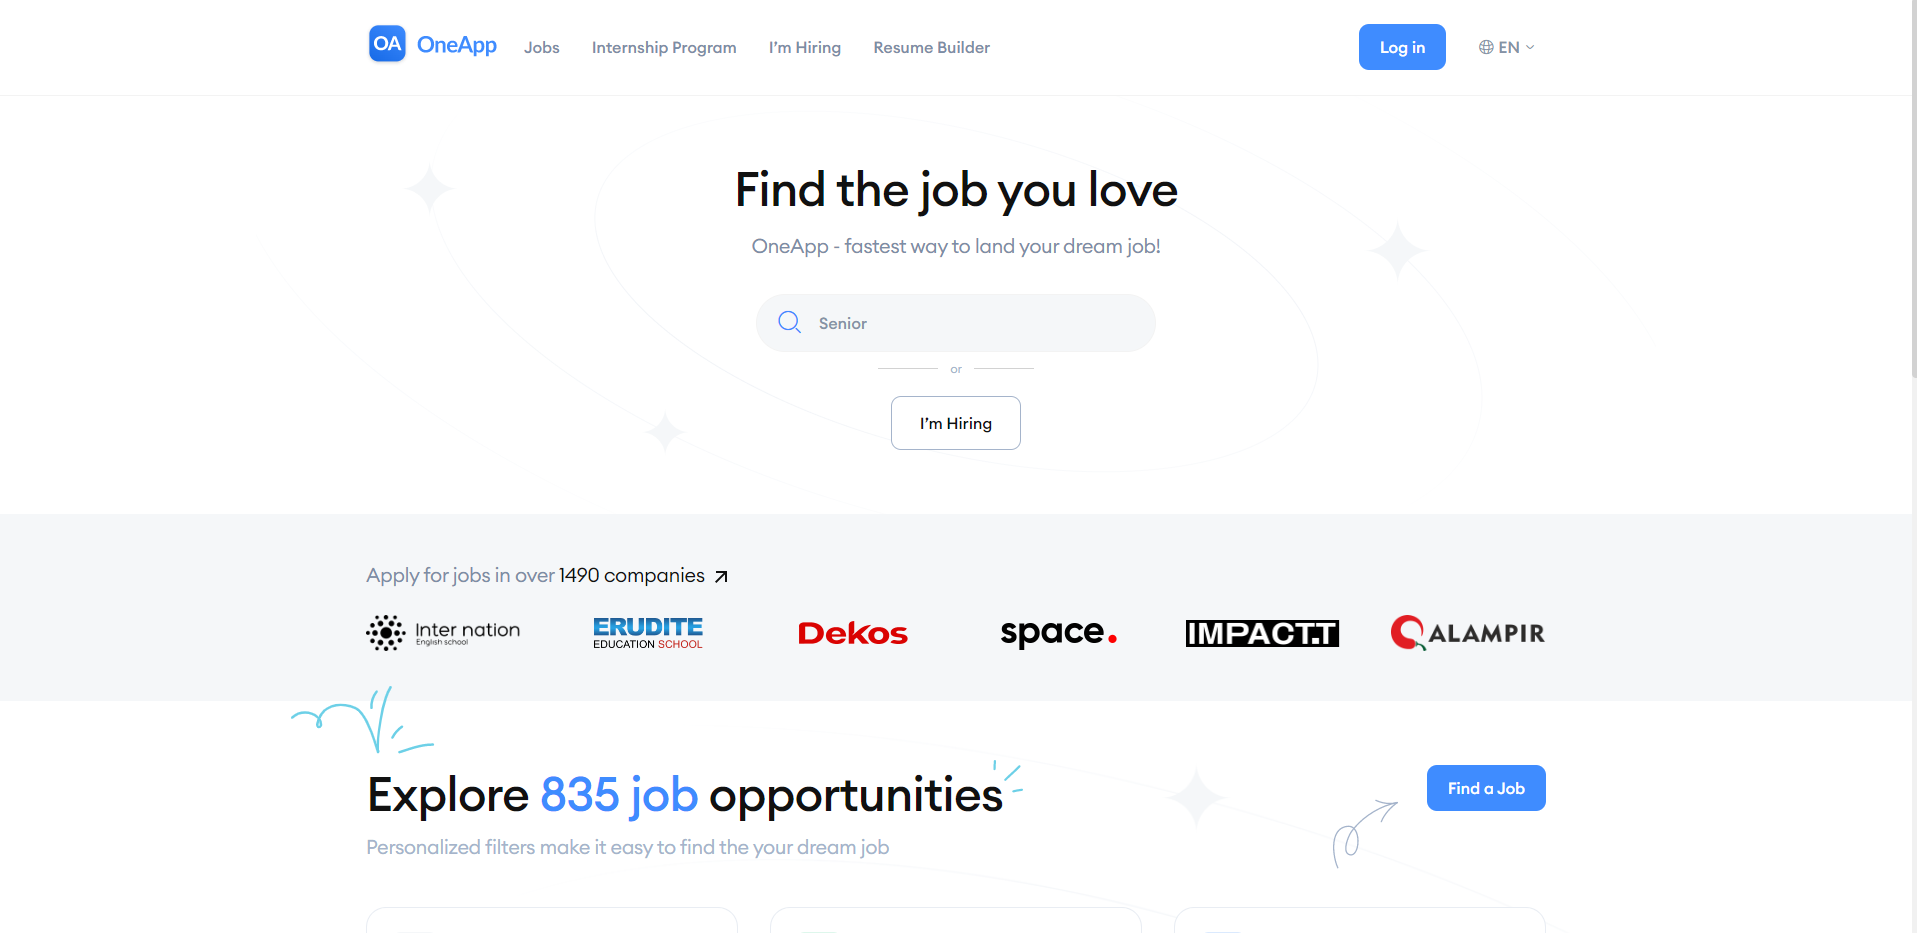 OA OneApp Jobs Internship Program I'm Hiring Resume Builder Log in EN
Find the job you love
OneApp - fastest way to land your dream job!
Senior
or
I'm Hiring
Apply for jobs in over 1490 companies
Inter nation
English school
ERUDITE
EDUCATION SCHOOL
Dekos
space.
IMPACT.T
ALAMPIR
Explore 835 job opportunities
Find a Job
Personalized filters make it easy to find the your dream job